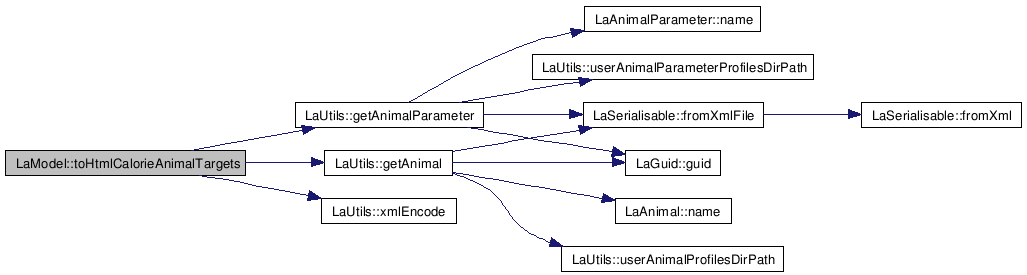 LaAnimalParameter::name
LaUtils::userAnimalParameterProfilesDirPath
LaUtils::getAnimalParameter
LaSerialisable::fromXmlFile
LaSerialisable::fromXml
LaModel::toHtmlCalorieAnimalTargets
LaUtils::getAnimal
LaGuid::guid
LaUtils::xmlEncode
LaAnimal::name
LaUtils::userAnimalProfilesDirPath